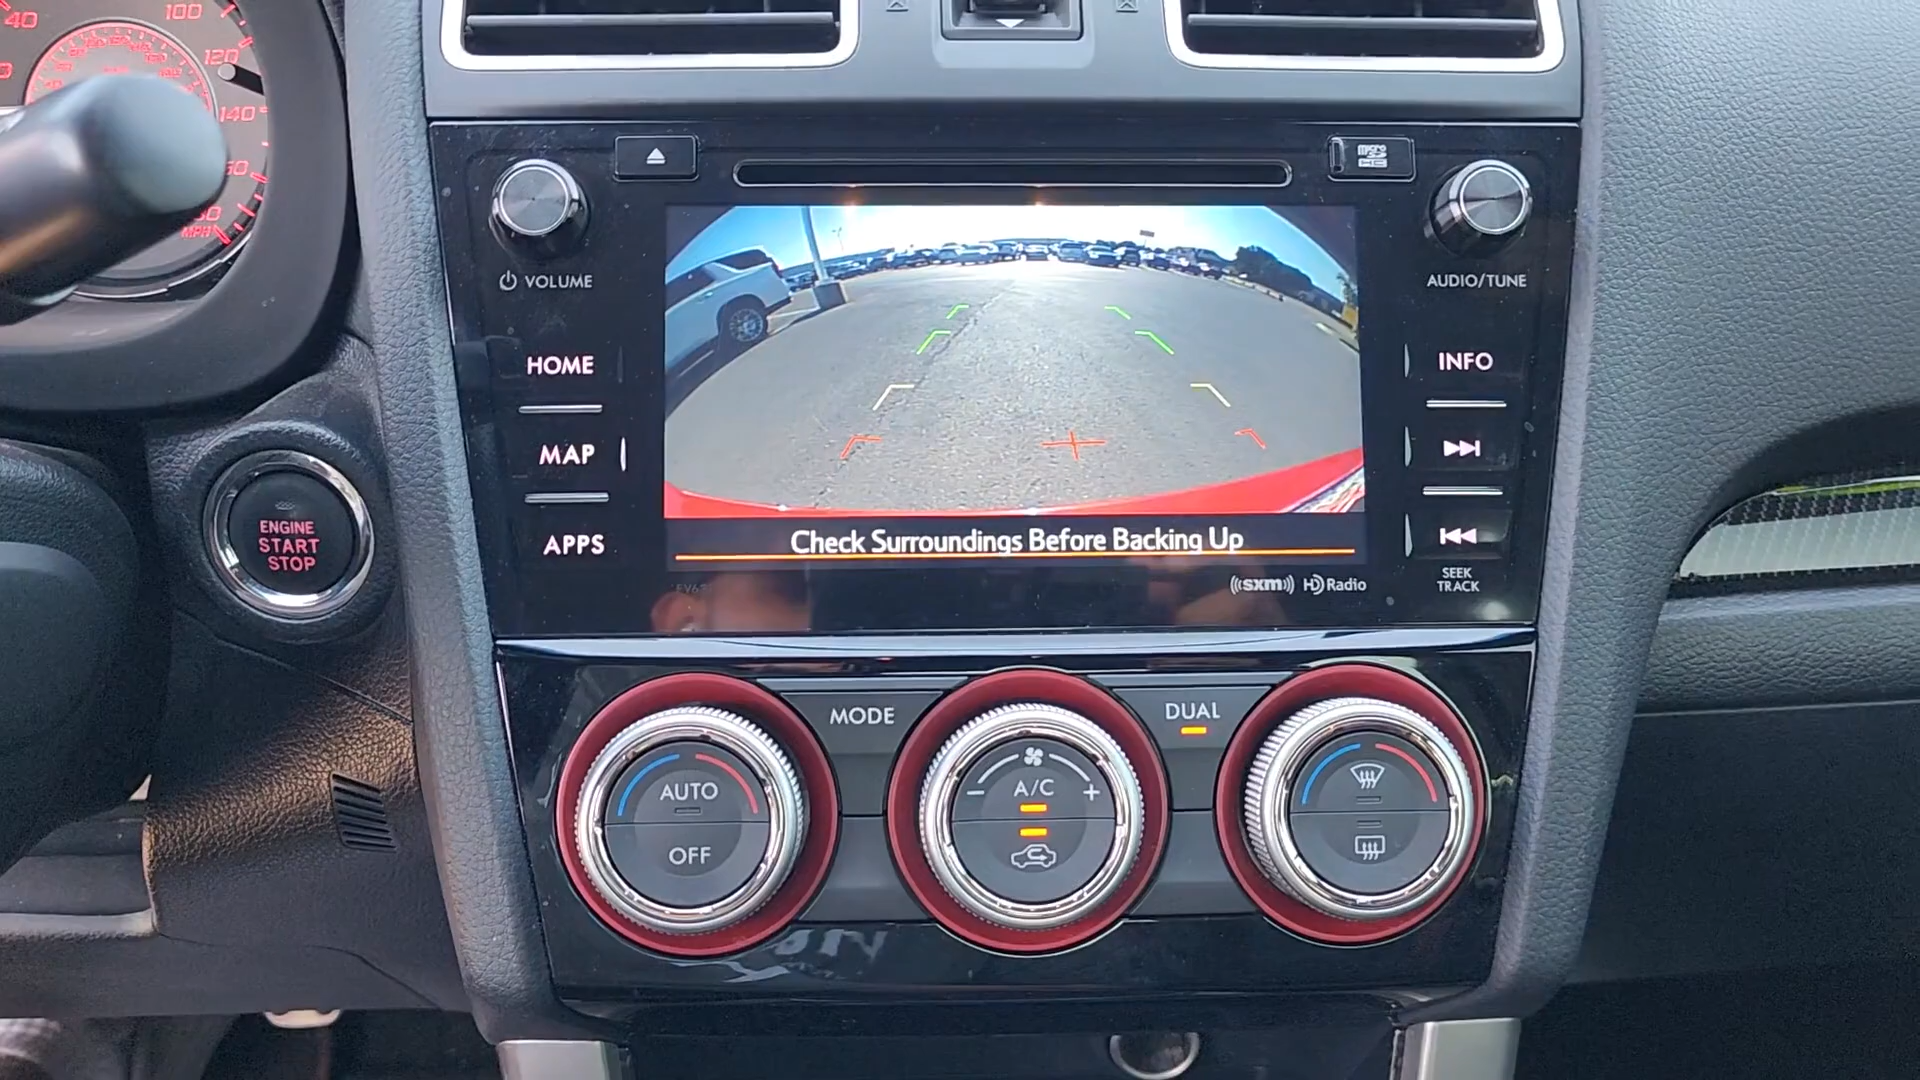 40
100
120
140
MPH
micro
VOLUME
AUDIO/TUNE
HOME
INFO
MAP
APPS
ENGINE
START
STOP
Check Surroundings Before Backing Up
((sxm)) HD Radio
SEEK
TRACK
MODE
DUAL
AUTO
A/C
OFF